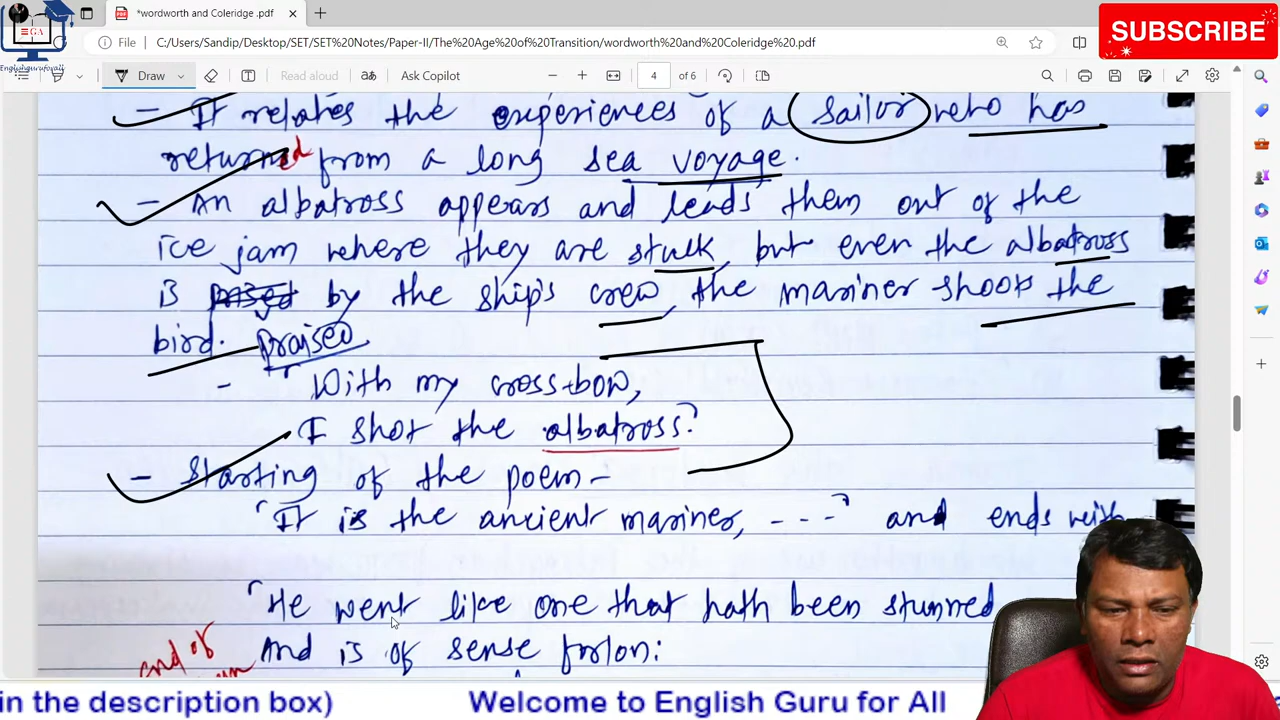 *wordworth and Coleridge .pdf
SUBSCRIBE
EGA
Englishguruforall
File C:/Users/Sandip/Desktop/SET/SET%20Notes/Paper-II/The%20Age%20of%20Transition/wordworth%20and%20Coleridge%20.pdf
Draw Read aloud Ask Copilot 4 of 6
- It relates the experiences of a sailor who has
returned from a long sea voyage.
- An albatross appears and leads them out of the
ice jam where they are stuck, but even the albatross
is by the ship's crew, the mariner shoots the
bird. praised
- "With my cross-bow,
I shot the albatross"
- Starting of the poem -
"It is the ancient mariner, ---" and ends with
"He went like one that hath been stunned
And is of sense forlon:
end of
in the description box) Welcome to English Guru for All